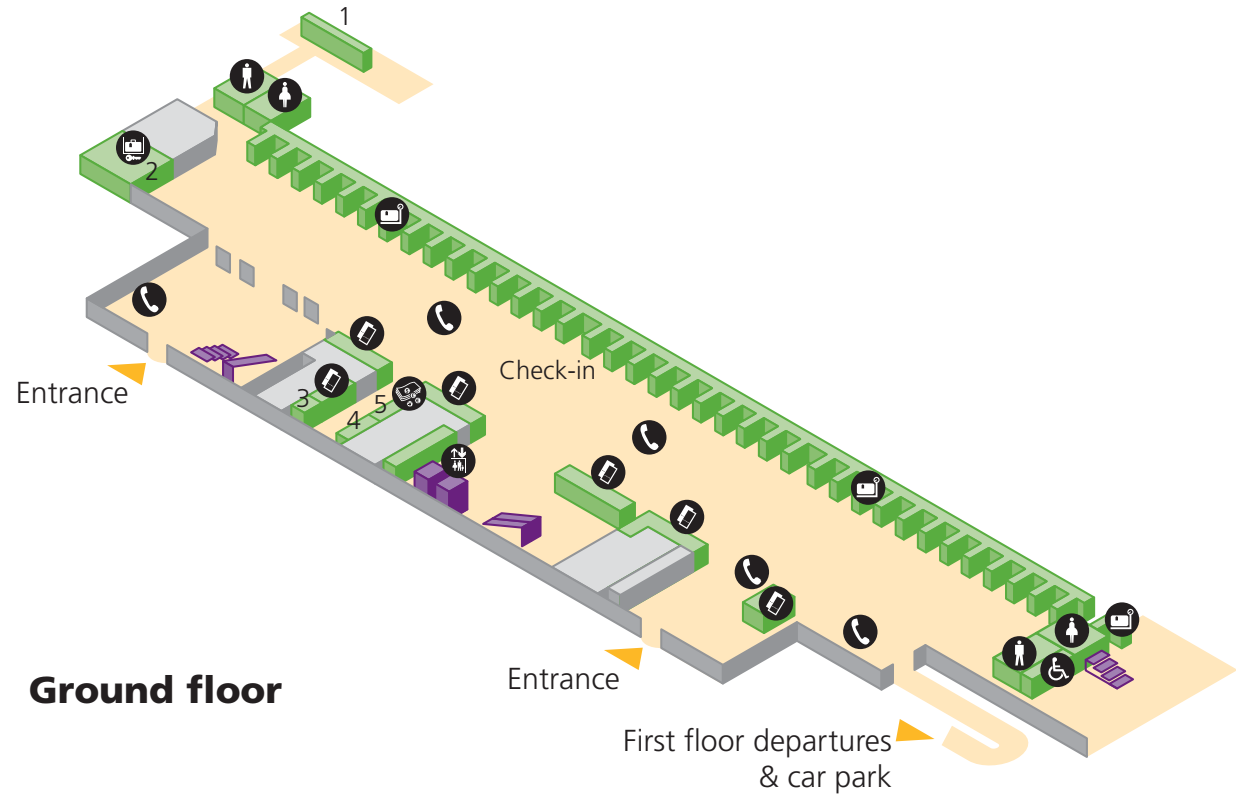 1
2
Entrance
3
4
5
Check-in
Entrance
Ground floor
First floor departures
& car park